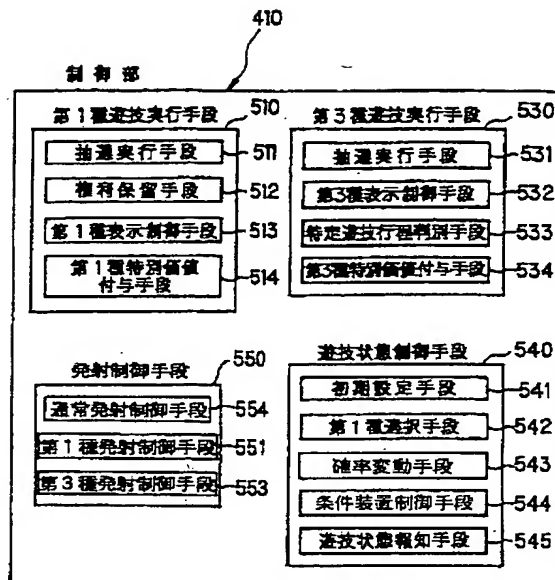 410
制御部
第1種遊技実行手段 510
抽選実行手段 511
権利保留手段 512
第1種表示制御手段 513
第1種特別価値
付与手段 514
第3種遊技実行手段 530
抽選実行手段 531
第3種表示制御手段 532
特定遊技行程判別手段 533
第3種特別価値付与手段 534
発射制御手段 550
通常発射制御手段 554
第1種発射制御手段 551
第3種発射制御手段 553
遊技状態制御手段 540
初期設定手段 541
第1種選択手段 542
確率変動手段 543
条件装置制御手段 544
遊技状態報知手段 545